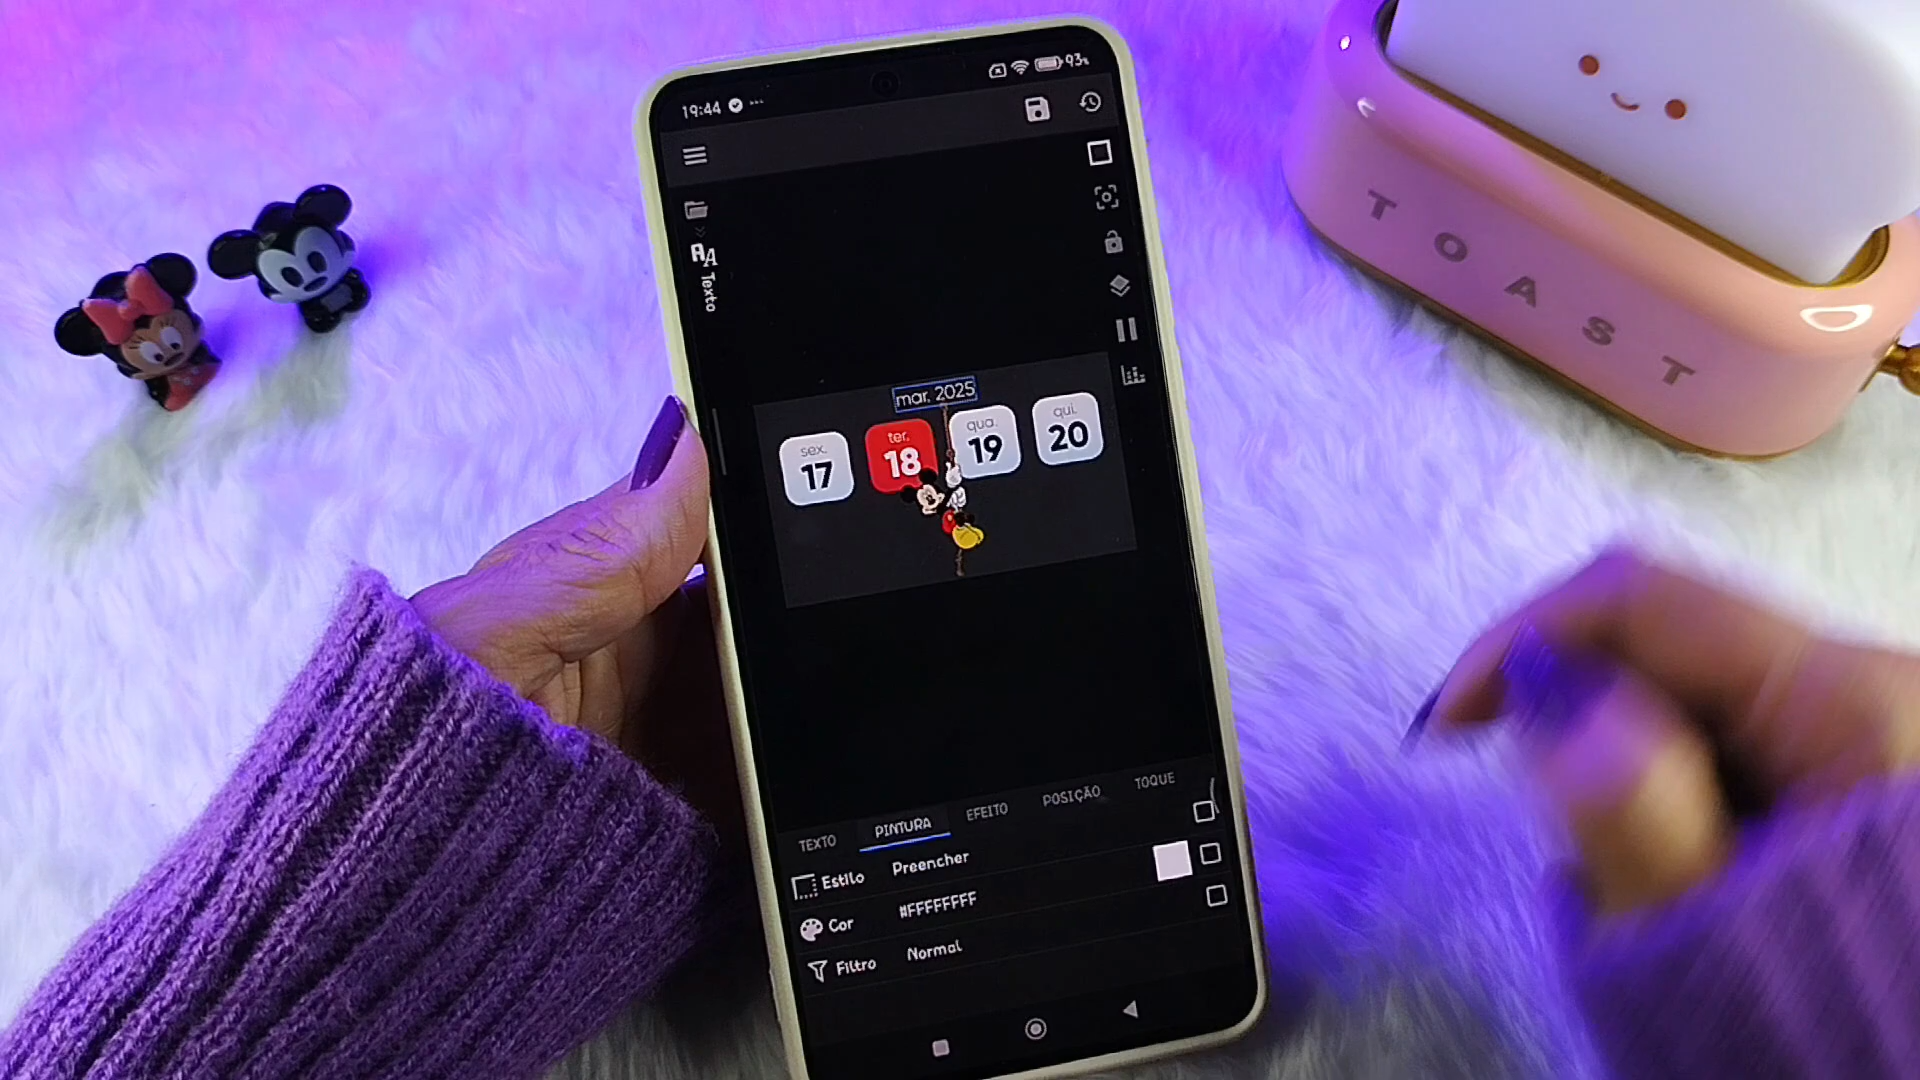 19:44
93%
Texto
mar. 2025
sex.
17
ter.
18
qua.
19
qui.
20
TEXTO PINTURA EFEITO POSIÇÃO TOQUE
Estilo Preencher
Cor #FFFFFFFF
Filtro Normal
TOAST